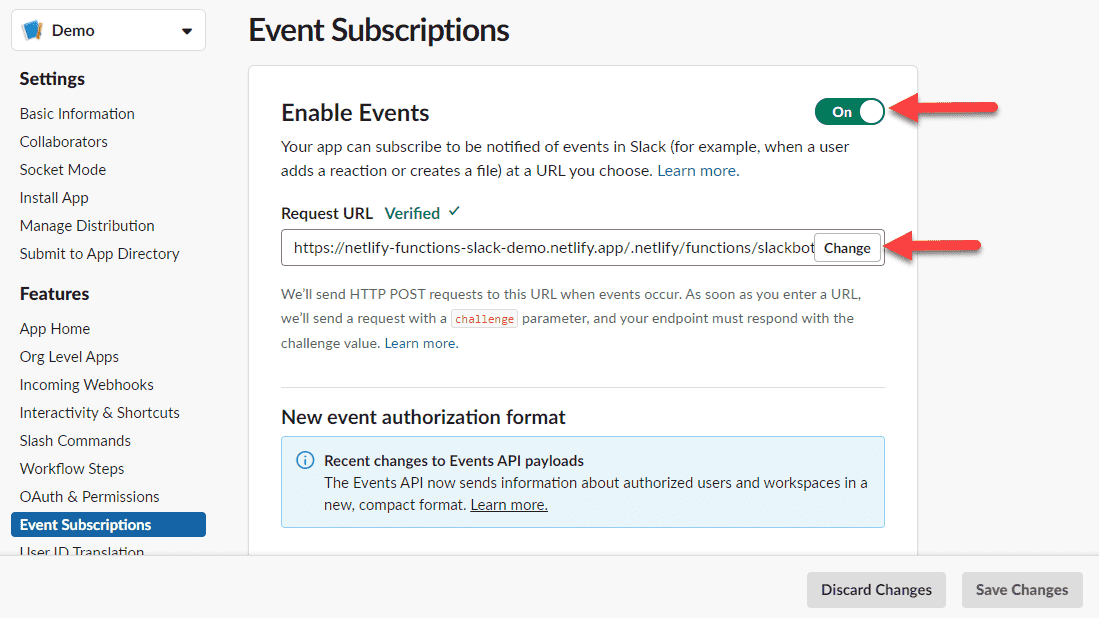 Demo
Settings
Basic Information
Collaborators
Socket Mode
Install App
Manage Distribution
Submit to App Directory
Features
App Home
Org Level Apps
Incoming Webhooks
Interactivity & Shortcuts
Slash Commands
Workflow Steps
OAuth & Permissions
Event Subscriptions
User ID Translation
Event Subscriptions
Enable Events
On
Your app can subscribe to be notified of events in Slack (for example, when a user
adds a reaction or creates a file) at a URL you choose. Learn more.
Request URL Verified ✓
https://netlify-functions-slack-demo.netlify.app/.netlify/functions/slackbot
Change
We’ll send HTTP POST requests to this URL when events occur. As soon as you enter a URL,
we’ll send a request with a challenge parameter, and your endpoint must respond with the
challenge value. Learn more.
New event authorization format
Recent changes to Events API payloads
The Events API now sends information about authorized users and workspaces in a
new, compact format. Learn more.
Discard Changes
Save Changes